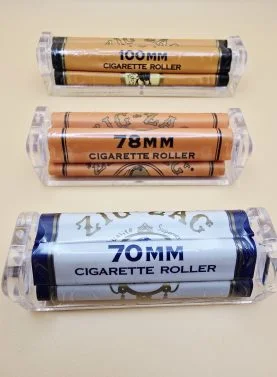 100MM
CIGARETTE ROLLER
ZIG-ZAG
78MM
CIGARETTE ROLLER
ZIG-ZAG
70MM
CIGARETTE ROLLER